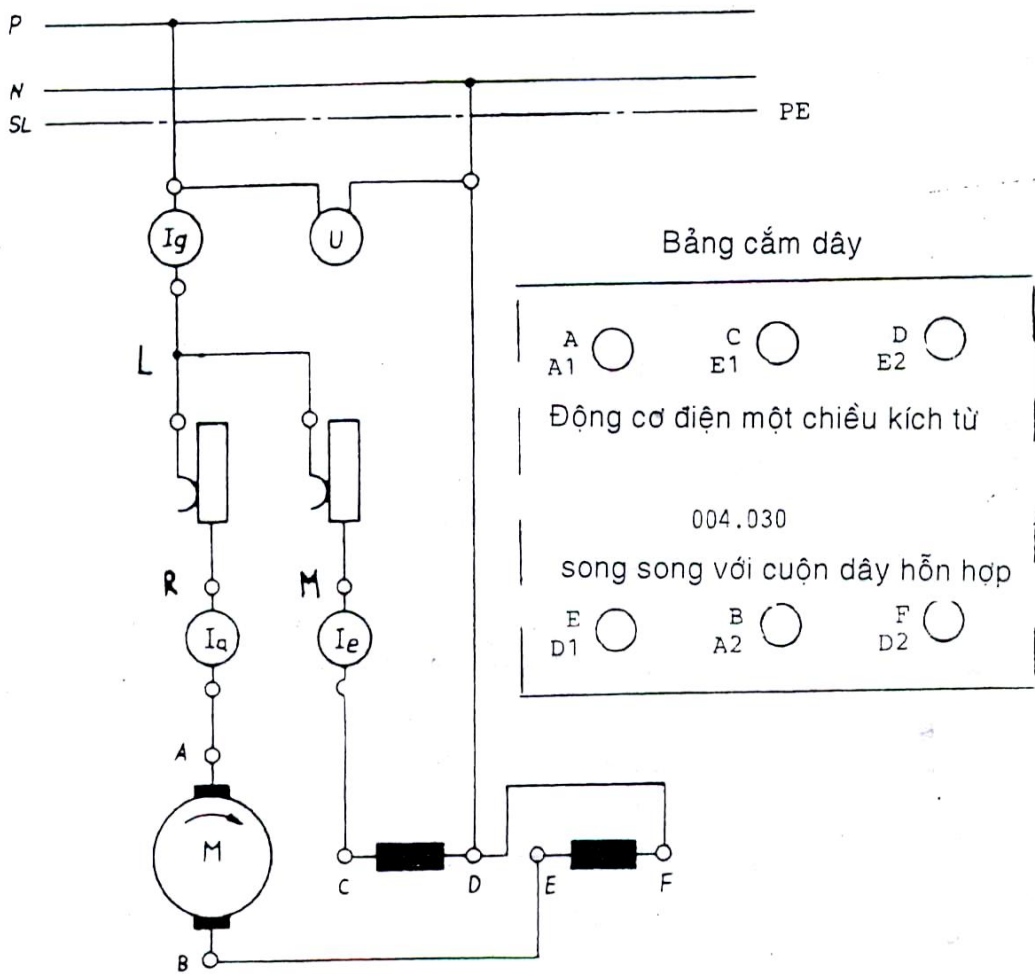 P
N
SL
PE
Ig
U
Bảng cắm dây
L
A
A1
C
E1
D
E2
Động cơ điện một chiều kích từ
004.030
song song với cuộn dây hỗn hợp
R
M
E
D1
B
A2
F
D2
Ia
Ie
A
M
C
D
E
F
B